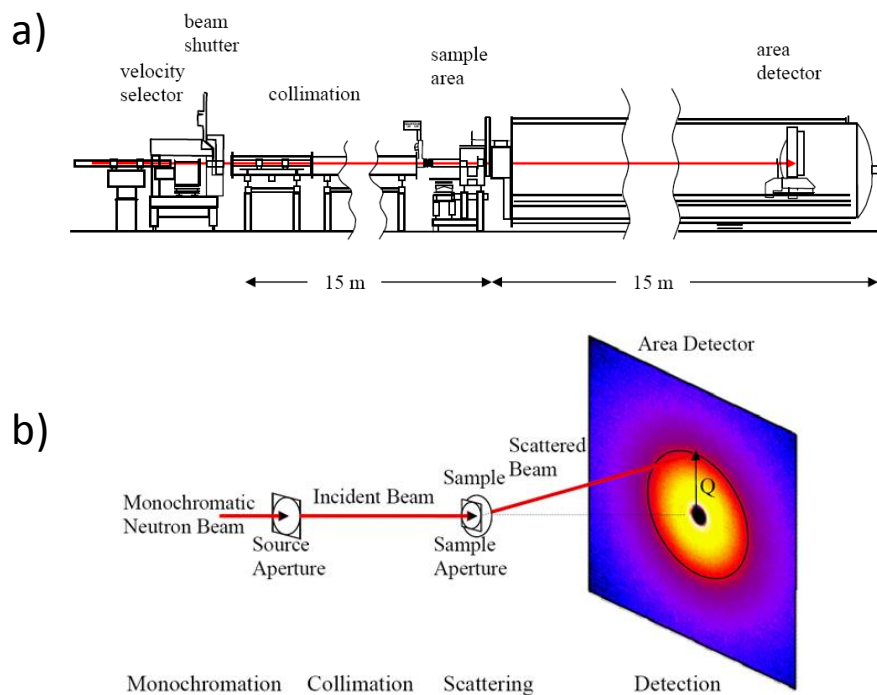 a)
beam
shutter
velocity
selector
collimation
sample
area
area
detector
15 m
15 m
b)
Area Detector
Scattered
Beam
Sample
Q
Incident Beam
Monochromatic
Neutron Beam
Source
Aperture
Sample
Aperture
Monochromation Collimation Scattering Detection